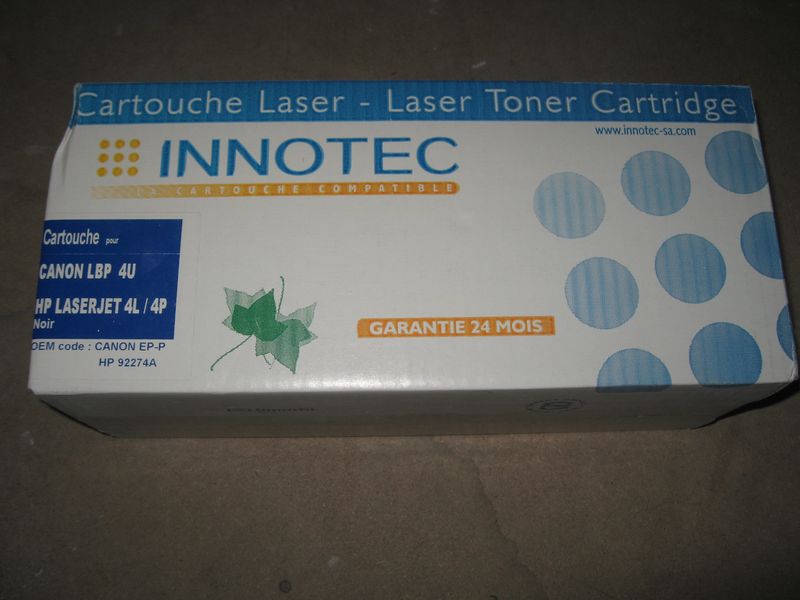 Cartouche Laser - Laser Toner Cartridge
www.innotec-sa.com
INNOTEC
LA CARTOUCHE COMPATIBLE
Cartouche pour
CANON LBP 4U
HP LASERJET 4L / 4P
Noir
OEM code : CANON EP-P
HP 92274A
GARANTIE 24 MOIS